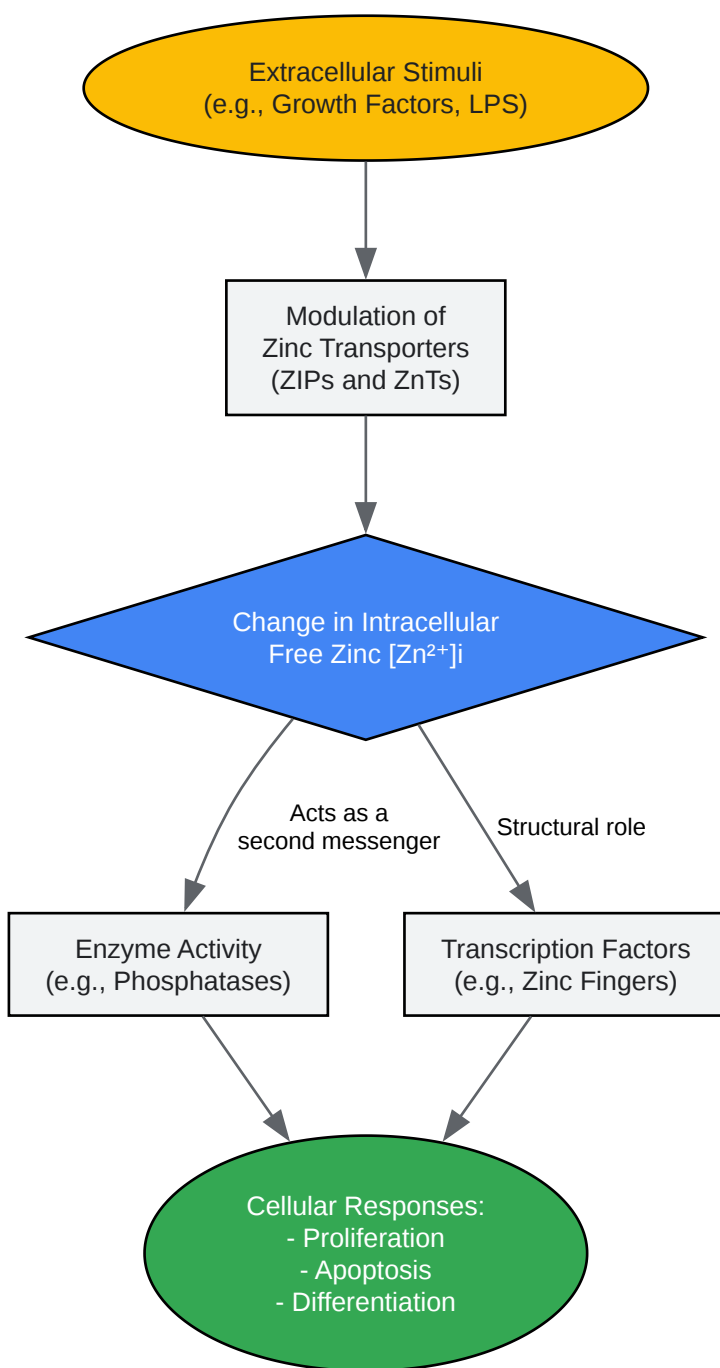 Extracellular Stimuli
(e.g., Growth Factors, LPS)
Modulation of
Zinc Transporters
(ZIPs and ZnTs)
Change in Intracellular
Free Zinc [Zn²⁺]i
Acts as a
second messenger
Structural role
Enzyme Activity
(e.g., Phosphatases)
Transcription Factors
(e.g., Zinc Fingers)
Cellular Responses:
- Proliferation
- Apoptosis
- Differentiation